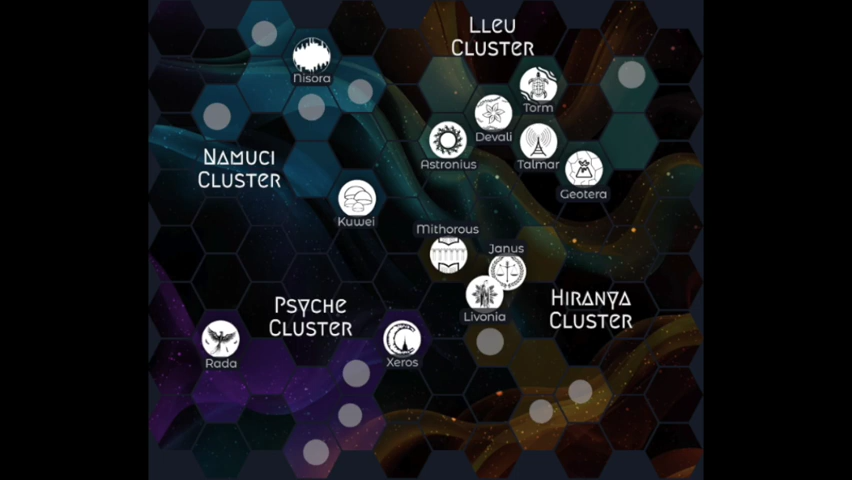 Lleu
Cluster
Nisora
Torm
Devali
Astronius
Talmar
Geotera
Namuci
Cluster
Kuwei
Mithorous
Janus
Livonia
Hiranya
Cluster
Psyche
Cluster
Rada
Xeros